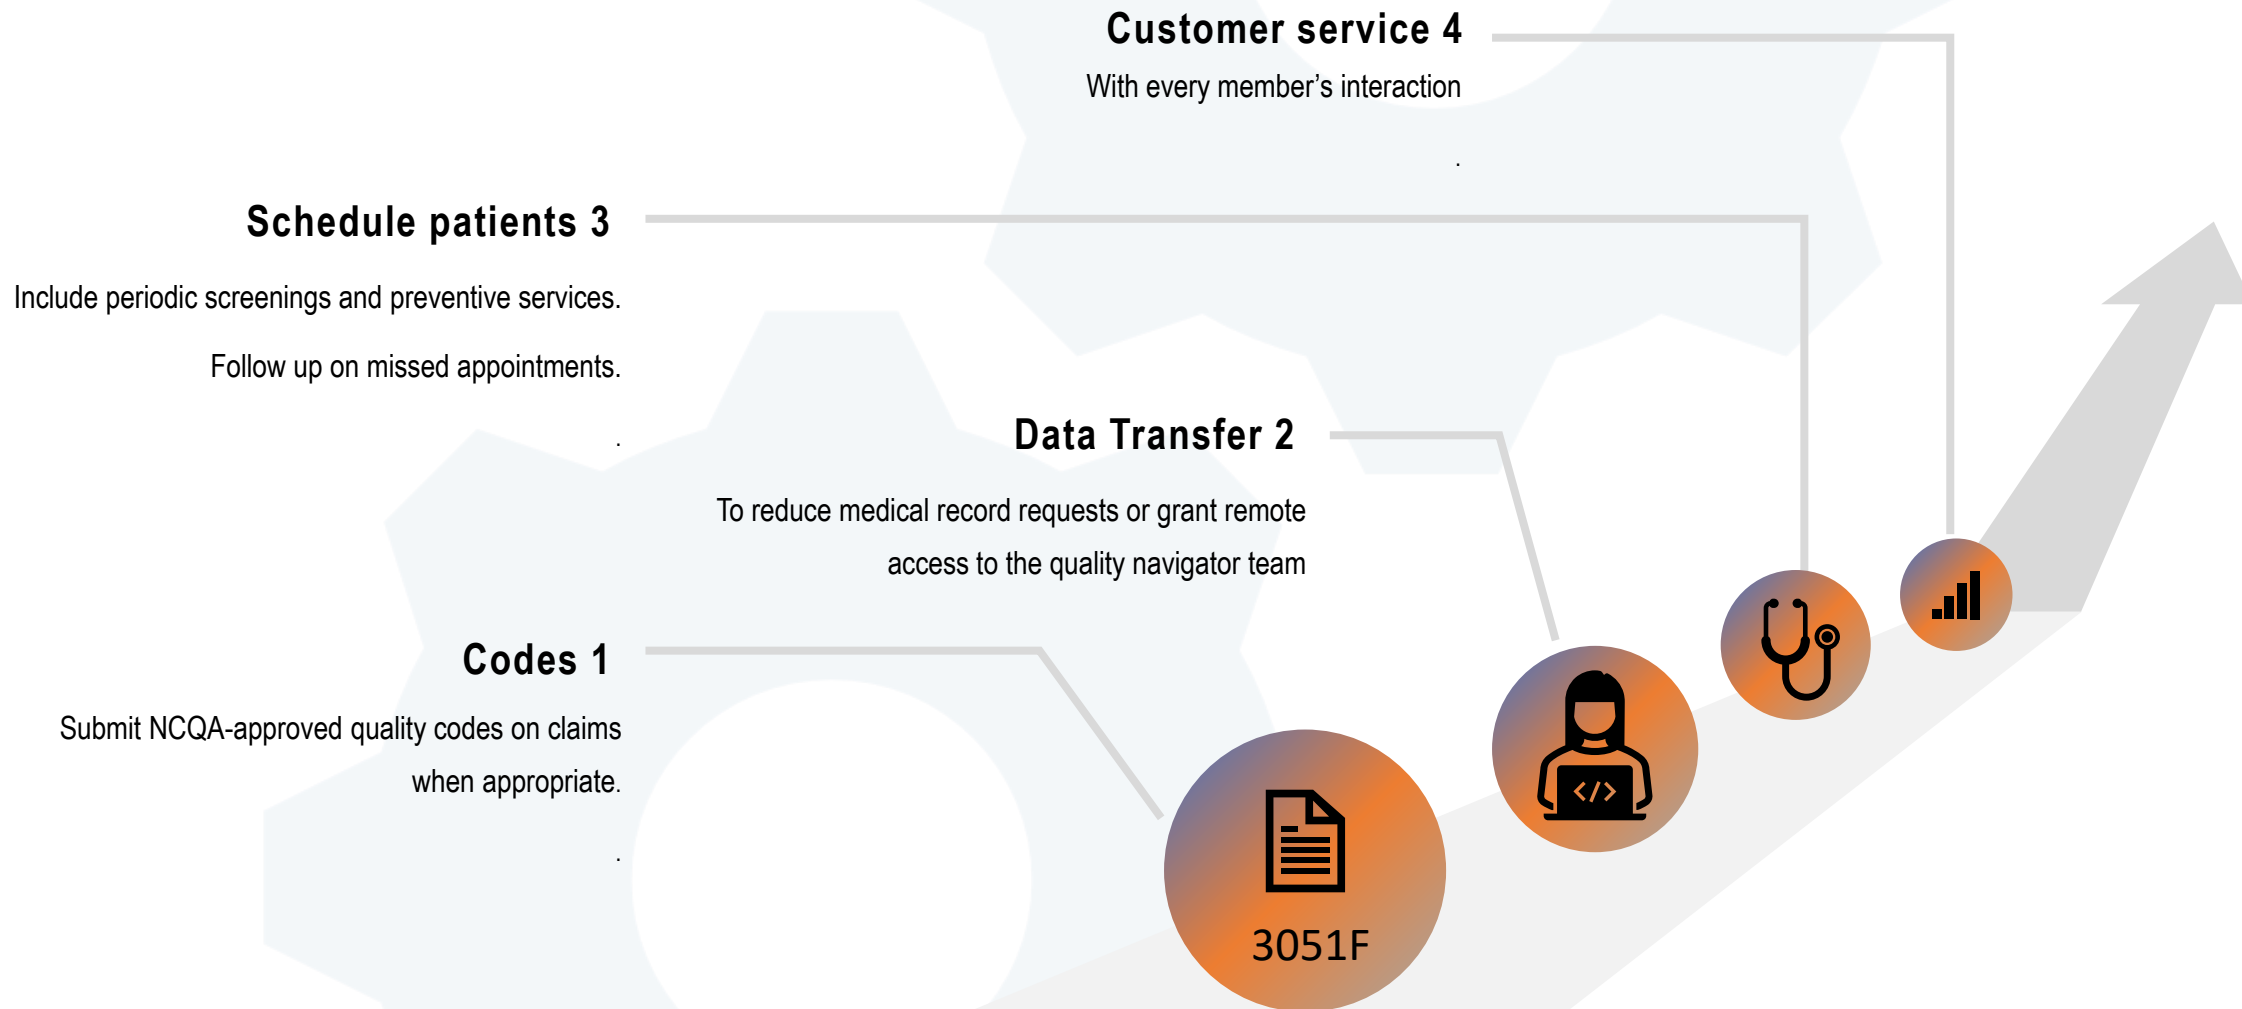 Customer service 4
With every member’s interaction
.
Schedule patients 3
Include periodic screenings and preventive services.
Follow up on missed appointments.
.
Data Transfer 2
To reduce medical record requests or grant remote
access to the quality navigator team
Codes 1
Submit NCQA-approved quality codes on claims
when appropriate.
.
</>
3051F